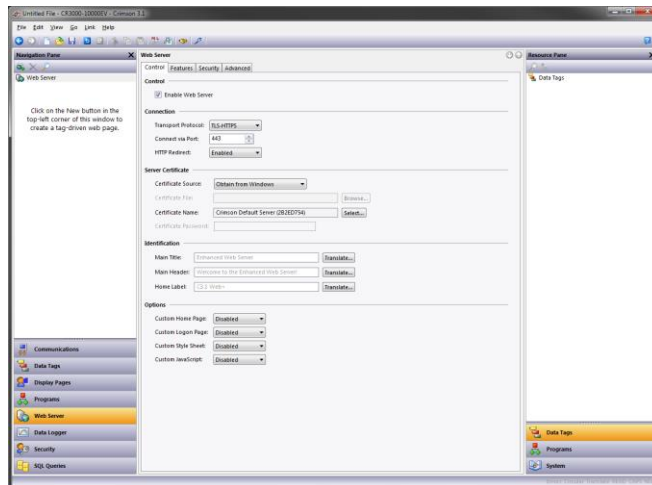 Untitled File - CR3000-10000EV - Crimson 3.1
File Edit View Go Link Help
Navigation Pane
Web Server
Resource Pane
Control Features Security Advanced
Web Server
Data Tags
Control
Enable Web Server
Click on the New button in the
top-left corner of this window to
create a tag-driven web page.
Connection
Transport Protocol: TLS-HTTPS
Connect via Port: 443
HTTP Redirect: Enabled
Server Certificate
Certificate Source: Obtain from Windows
Certificate File: Browse...
Certificate Name: Crimson Default Server (2B2ED754) Select...
Certificate Password:
Identification
Main Title: Enhanced Web Server Translate...
Main Header: Welcome to the Enhanced Web Server! Translate...
Home Label: Translate...
Options
Custom Home Page: Disabled
Custom Logon Page: Disabled
Custom Style Sheet: Disabled
Custom JavaScript: Disabled
Communications
Data Tags
Display Pages
Programs
Web Server
Data Logger
Security
SQL Queries
Data Tags
Programs
System